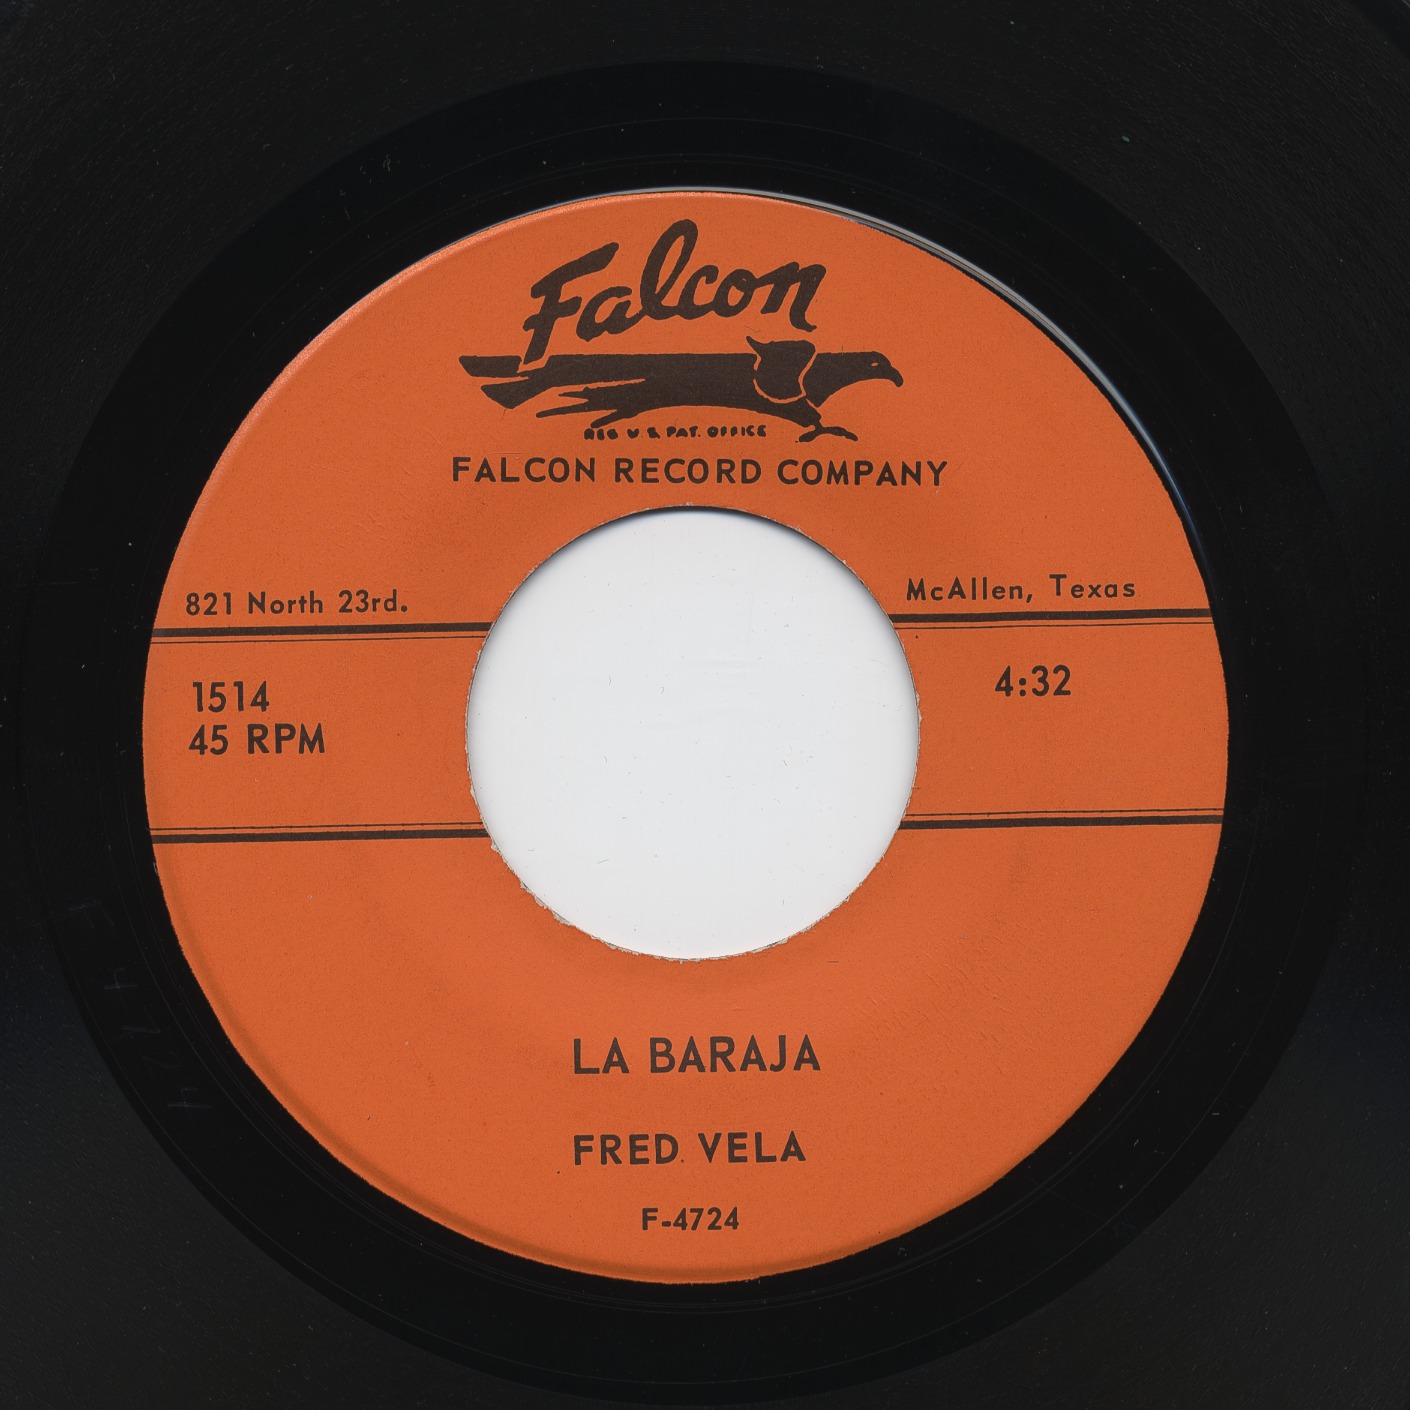 Falcon
REG U.S. PAT. OFFICE
FALCON RECORD COMPANY
821 North 23rd.
McAllen, Texas
1514
4:32
45 RPM
LA BARAJA
FRED VELA
F-4724